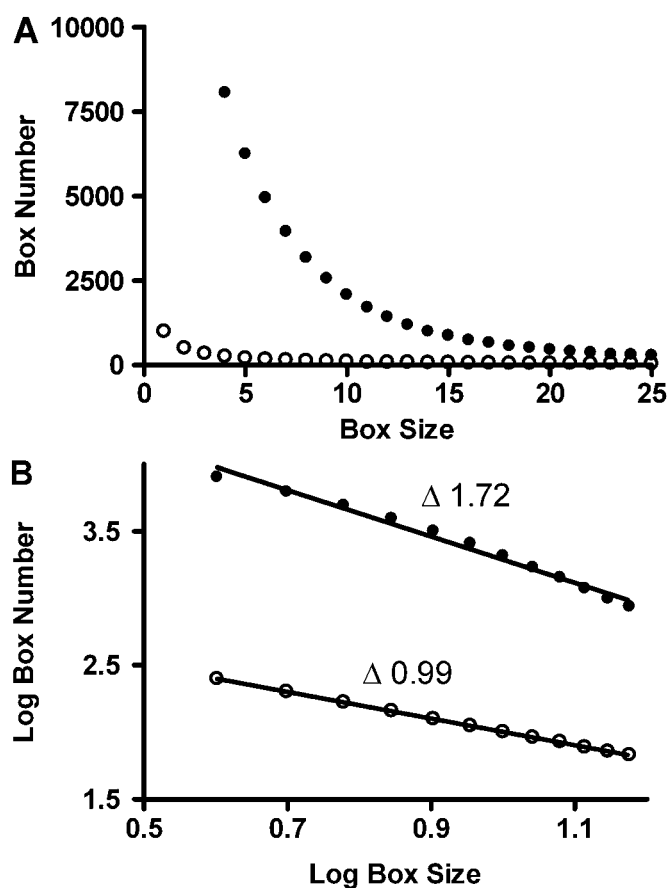 A
10000
7500
5000
2500
0
Box Number
0 5 10 15 20 25
Box Size
B
3.5
2.5
1.5
Log Box Number
Δ 1.72
Δ 0.99
0.5 0.7 0.9 1.1
Log Box Size